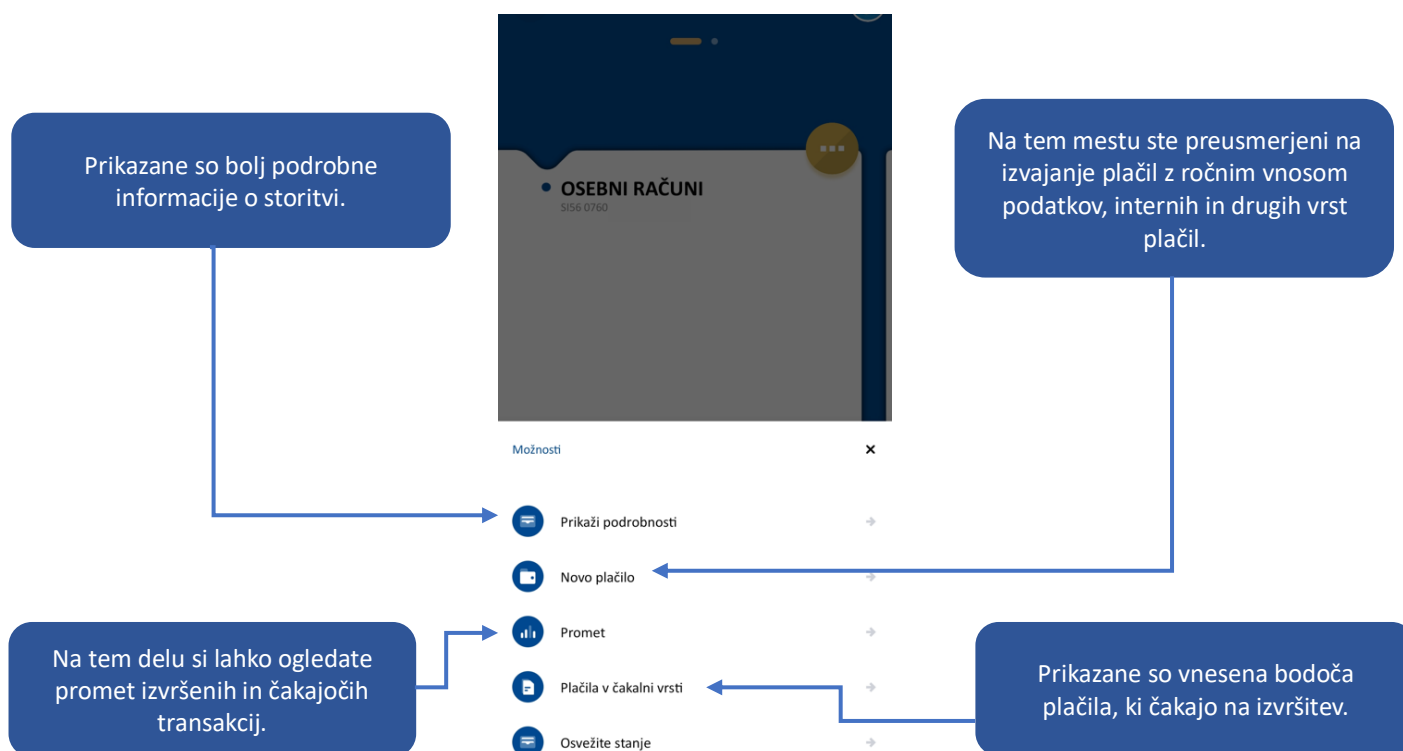 Prikazane so bolj podrobne
informacije o storitvi.
Na tem mestu ste preusmerjeni na
izvajanje plačil z ročnim vnosom
podatkov, internih in drugih vrst
plačil.
OSEBNI RAČUNI
SI56 0760
Možnosti
Prikaži podrobnosti
Novo plačilo
Promet
Plačila v čakalni vrsti
Osvežite stanje
Na tem delu si lahko ogledate
promet izvršenih in čakajočih
transakcij.
Prikazane so vnesena bodoča
plačila, ki čakajo na izvršitev.